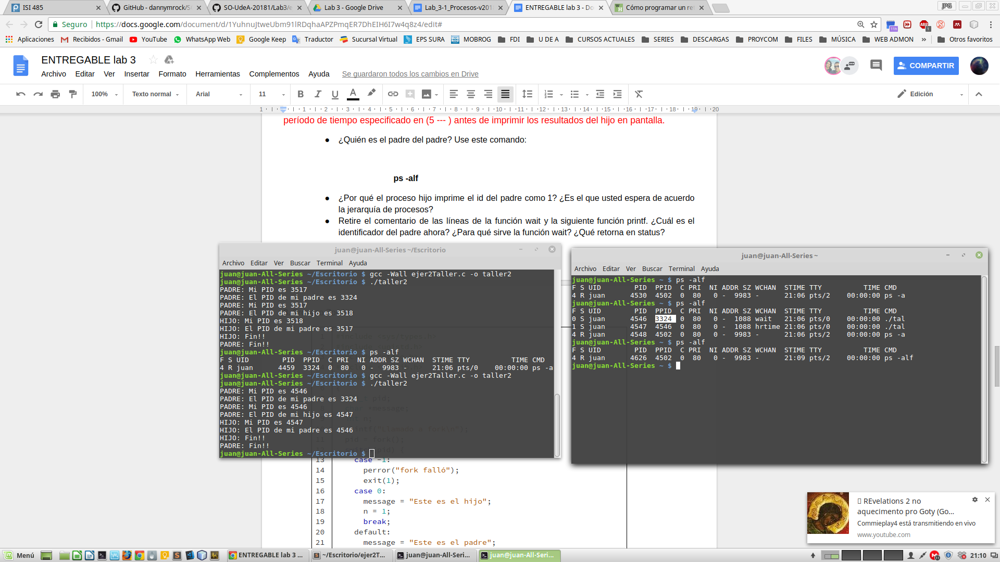 ISI 485
GitHub - dannymrock/S
SO-UdeA-20181/Lab3/e
Lab 3 - Google Drive
Lab_3-1_Procesos-v201
ENTREGABLE lab 3 - Do
Cómo programar un re
JPG
Seguro
https://docs.google.com/document/d/1YuhnuJtweUbm91lRDqhaAPZPmqER7DhEIH6I7w4q8z4/edit#
11h
ABP
1
Aplicaciones
Recibidos - Gmail
YouTube
WhatsApp Web
Google Keep
Traductor
Sucursal Virtual
EPS SURA
MOBROG
FDI
U DE A
CURSOS ACTUALES
SERIES
DESCARGAS
PROYCOM
FILES
MÚSICA
WEB ADMON
»
Otros favoritos
ENTREGABLE lab 3
Archivo Editar Ver Insertar Formato Herramientas Complementos Ayuda
Se guardaron todos los cambios en Drive
COMPARTIR
100% Texto normal Arial 11 B I U A
Edición
1 1 2 3 4 5 6 7 8 9 10 11 12 13 14 15 16 17 18 19 20
período de tiempo especificado en (5 --- ) antes de imprimir los resultados del hijo en pantalla.
● ¿Quién es el padre del padre? Use este comando:
ps -alf
● ¿Por qué el proceso hijo imprime el id del padre como 1? ¿Es el que usted espera de acuerdo
la jerarquía de procesos?
● Retire el comentario de las líneas de la función wait y la siguiente función printf. ¿Cuál es el
identificador del padre ahora? ¿Para qué sirve la función wait? ¿Qué retorna en status?
juan@juan-All-Series ~/Escritorio
Archivo Editar Ver Buscar Terminal Ayuda
juan@juan-All-Series ~/Escritorio $ gcc -Wall ejer2Taller.c -o taller2
juan@juan-All-Series ~/Escritorio $ ./taller2
PADRE: Mi PID es 3517
PADRE: El PID de mi padre es 3324
PADRE: Mi PID es 3517
PADRE: El PID de mi hijo es 3518
HIJO: Mi PID es 3518
HIJO: El PID de mi padre es 3517
HIJO: Fin!!
PADRE: Fin!!
juan@juan-All-Series ~/Escritorio $ ps -alf
F S UID        PID  PPID  C PRI  NI ADDR SZ WCHAN  STIME TTY          TIME CMD
4 R juan      4459  3324  0  80   0 -  9983 -      21:06 pts/0    00:00:00 ps -a
juan@juan-All-Series ~/Escritorio $ gcc -Wall ejer2Taller.c -o taller2
juan@juan-All-Series ~/Escritorio $ ./taller2
PADRE: Mi PID es 4546
PADRE: El PID de mi padre es 3324
PADRE: Mi PID es 4546
PADRE: El PID de mi hijo es 4547
HIJO: Mi PID es 4547
HIJO: El PID de mi padre es 4546
HIJO: Fin!!
PADRE: Fin!!
juan@juan-All-Series ~/Escritorio $
juan@juan-All-Series ~
Archivo Editar Ver Buscar Terminal Ayuda
juan@juan-All-Series ~ $ ps -alf
F S UID        PID  PPID  C PRI  NI ADDR SZ WCHAN  STIME TTY          TIME CMD
4 R juan      4530  4502  0  80   0 -  9983 -      21:06 pts/2    00:00:00 ps -a
juan@juan-All-Series ~ $ ps -alf
F S UID        PID  PPID  C PRI  NI ADDR SZ WCHAN  STIME TTY          TIME CMD
0 S juan      4546  3324  0  80   0 -  1088 wait   21:06 pts/0    00:00:00 ./tal
1 S juan      4547  4546  0  80   0 -  1088 hrtime 21:06 pts/0    00:00:00 ./tal
4 R juan      4548  4502  0  80   0 -  9983 -      21:06 pts/2    00:00:00 ps -a
juan@juan-All-Series ~ $ ps -alf
F S UID        PID  PPID  C PRI  NI ADDR SZ WCHAN  STIME TTY          TIME CMD
4 R juan      4626  4502  0  80   0 -  9983 -      21:09 pts/2    00:00:00 ps -alf
juan@juan-All-Series ~ $
13 case -1:
14 perror("fork falló");
15 exit(1);
16 case 0:
17 message = "Este es el hijo";
18 n = 1;
19 break;
20 default:
21 message = "Este es el padre";
REvelations 2 no
aquecimento pro Goty (Go...
Commieplay4 está transmitiendo en vivo
www.youtube.com
Menú
ENTREGABLE lab 3 ...
~/Escritorio/ejer2T...
juan@juan-All-Seri...
juan@juan-All-Seri...
21:10